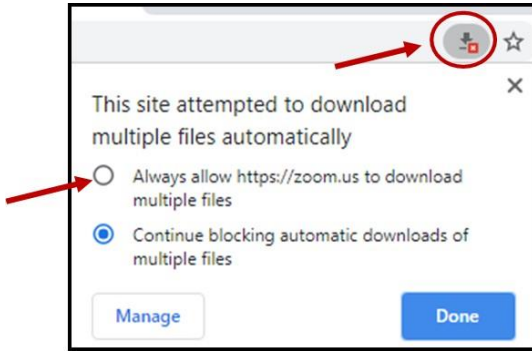 This site attempted to download
multiple files automatically
Always allow https://zoom.us to download
multiple files
Continue blocking automatic downloads of
multiple files
Manage
Done